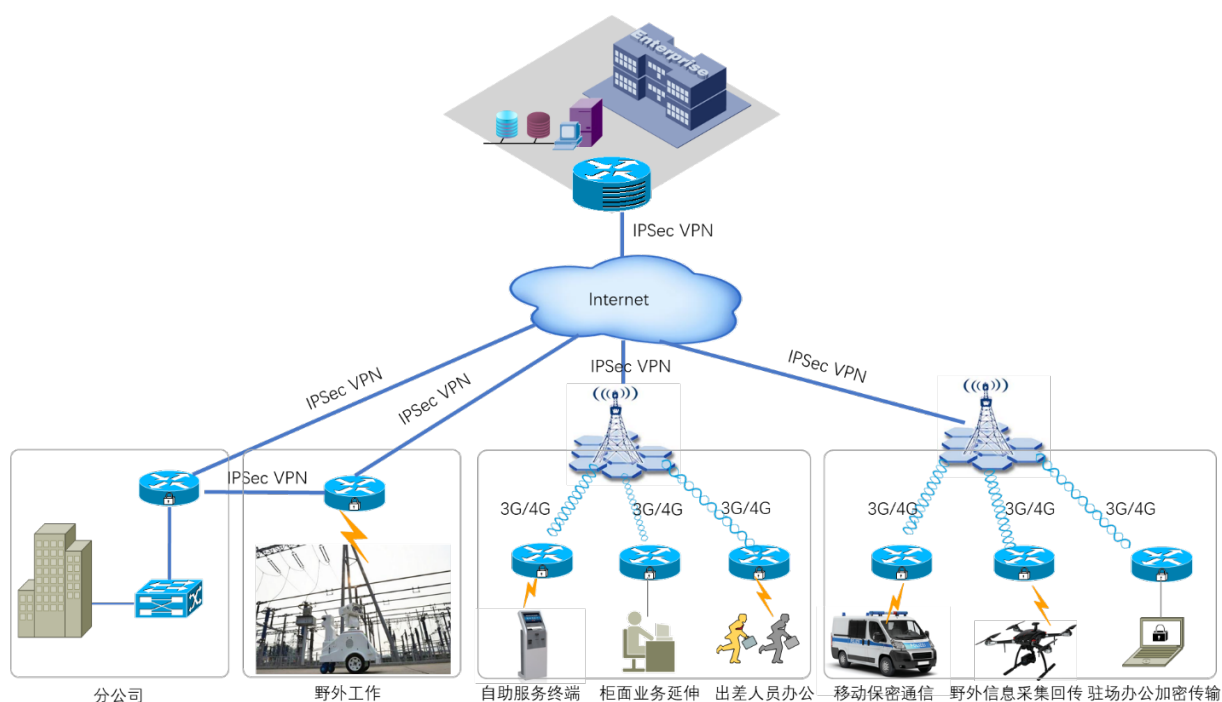 Enterprise
IPSec VPN
Internet
IPSec VPN
IPSec VPN
IPSec VPN
IPSec VPN
IPSec VPN
3G/4G
3G/4G
3G/4G
3G/4G
3G/4G
3G/4G
分公司
野外工作
自助服务终端
柜面业务延伸
出差人员办公
移动保密通信
野外信息采集回传
驻场办公加密传输